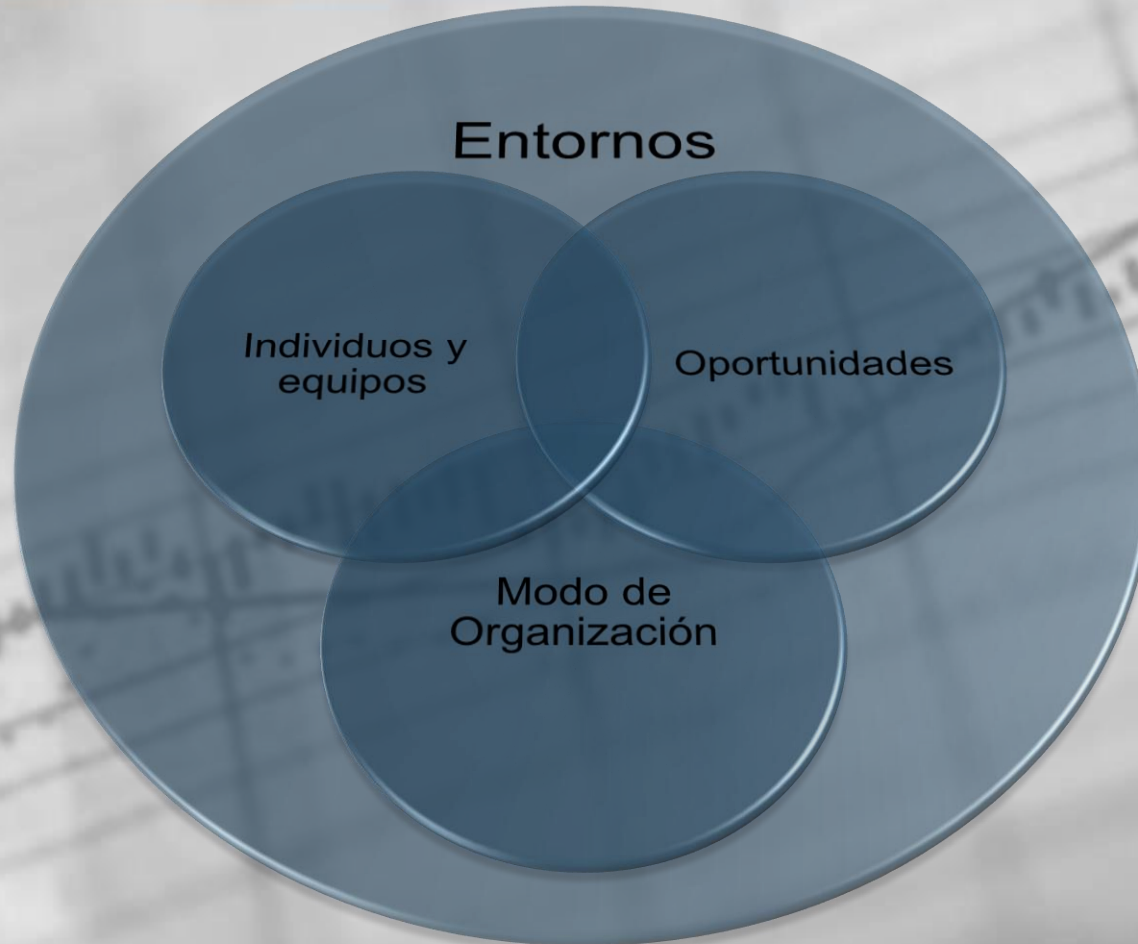 Entornos
Individuos y
equipos
Oportunidades
Modo de
Organización